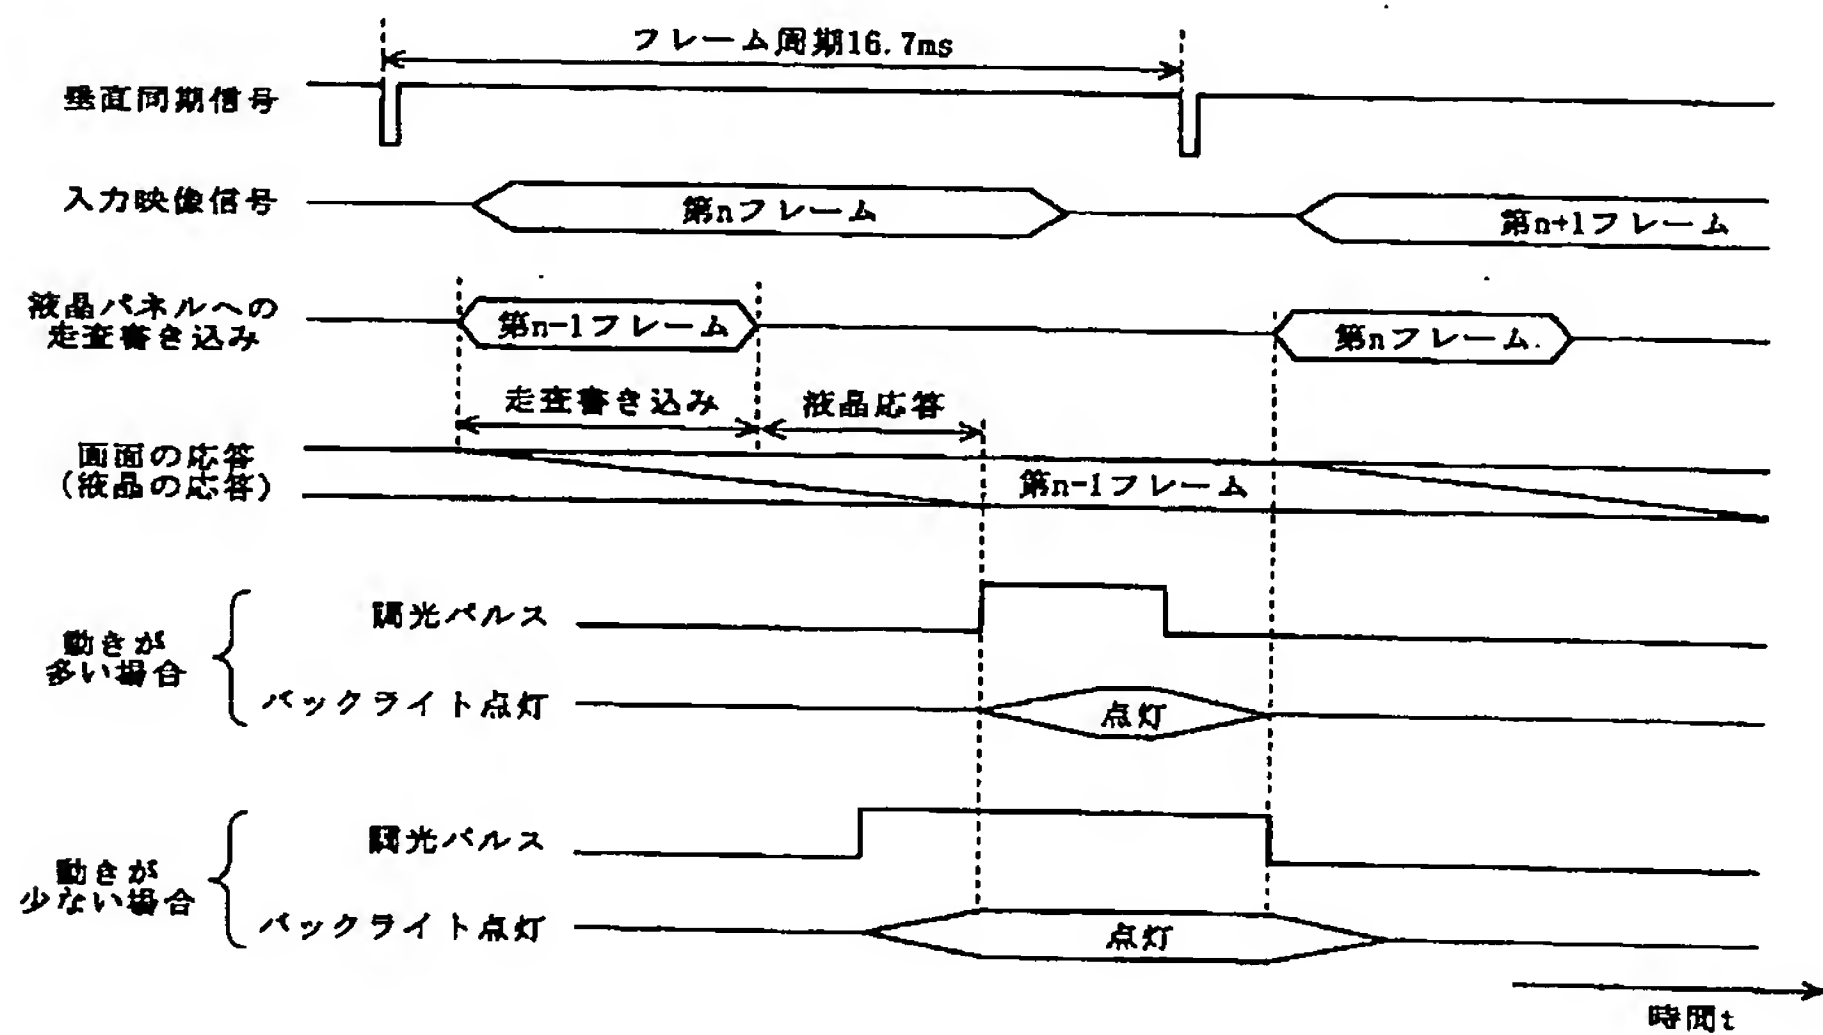 フレーム周期16.7ms
垂直同期信号
入力映像信号
第nフレーム
第n+1フレーム
液晶パネルへの
走査書き込み
第n-1フレーム
第nフレーム
走査書き込み
液晶応答
画面の応答
(液晶の応答)
第n-1フレーム
動きが
多い場合
調光パルス
バックライト点灯
点灯
動きが
少ない場合
調光パルス
バックライト点灯
点灯
時間t